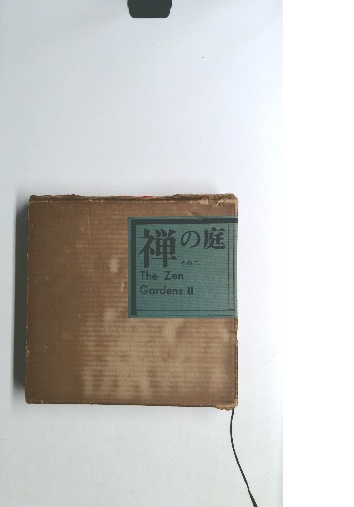 禅の庭
その二
The Zen
Gardens II